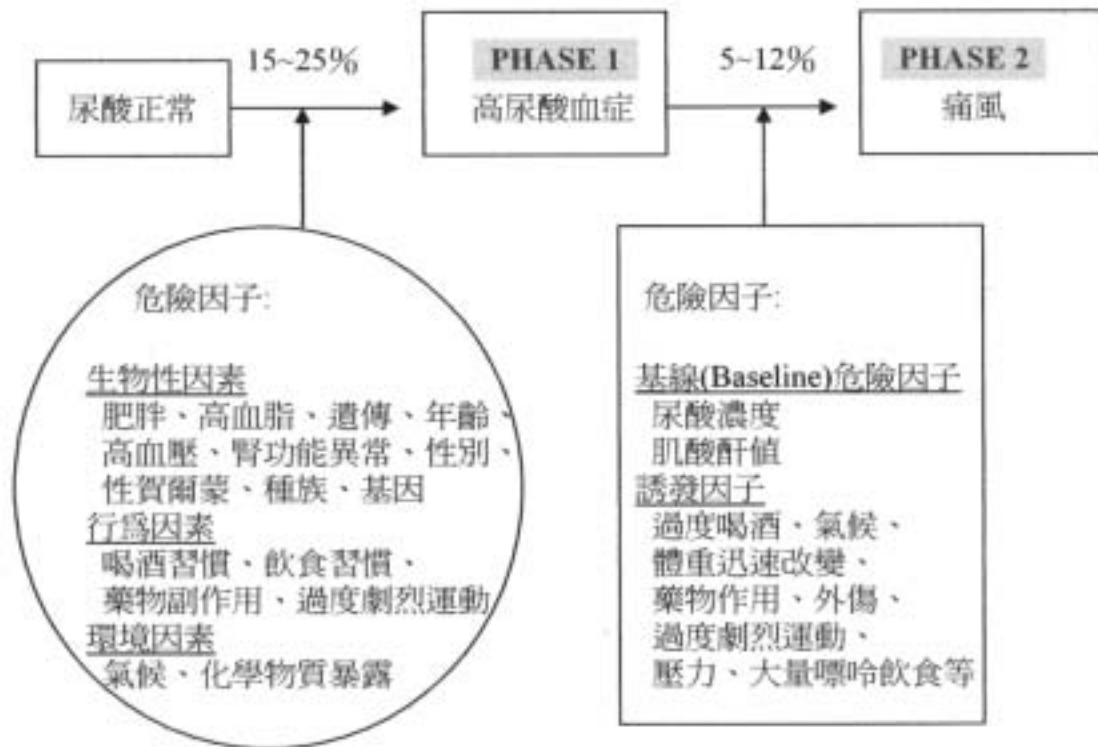 15~25%
5~12%
尿酸正常
PHASE 1
高尿酸血症
PHASE 2
痛風
危險因子:
生物性因素
肥胖、高血脂、遺傳、年齡、
高血壓、腎功能異常、性別、
性賀爾蒙、種族、基因
行爲因素
喝酒習慣、飲食習慣、
藥物副作用、過度劇烈運動
環境因素
氣候、化學物質暴露
危險因子:
基線(Baseline)危險因子
尿酸濃度
肌酸酐值
誘發因子
過度喝酒、氣候、
體重迅速改變、
藥物作用、外傷、
過度劇烈運動、
壓力、大量嘌呤飲食等